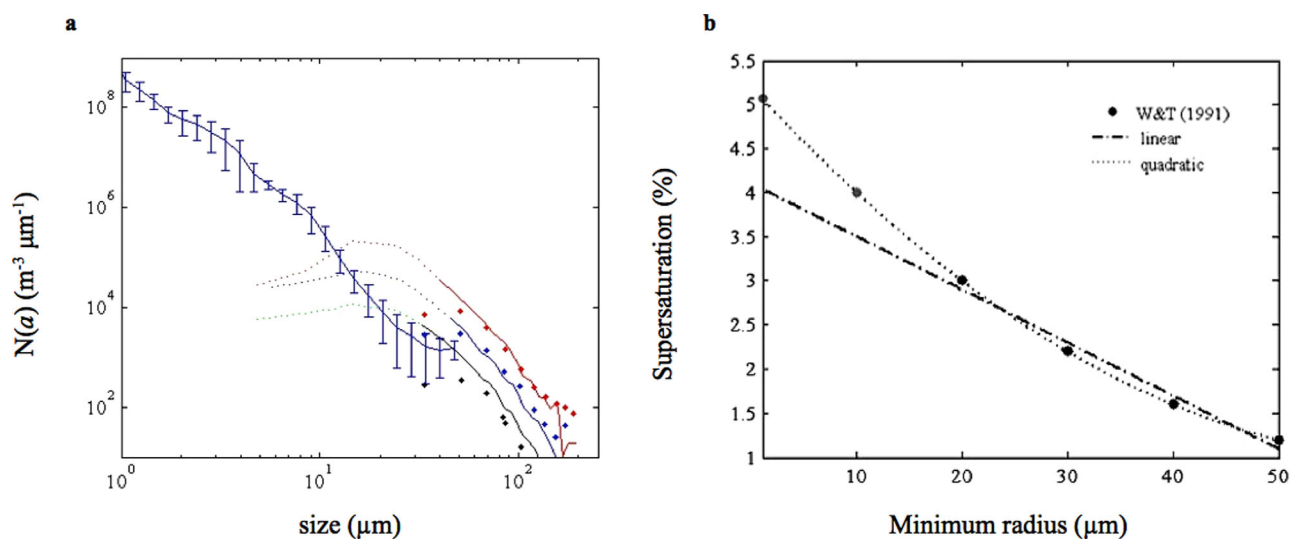 a
10^8
10^6
10^4
10^2
N(a) (m^-3 μm^-1)
10^0
10^1
10^2
size (μm)
b
5.5
5
4.5
4
3.5
3
2.5
2
1.5
1
Supersaturation (%)
W&T (1991)
linear
quadratic
10
20
30
40
50
Minimum radius (μm)